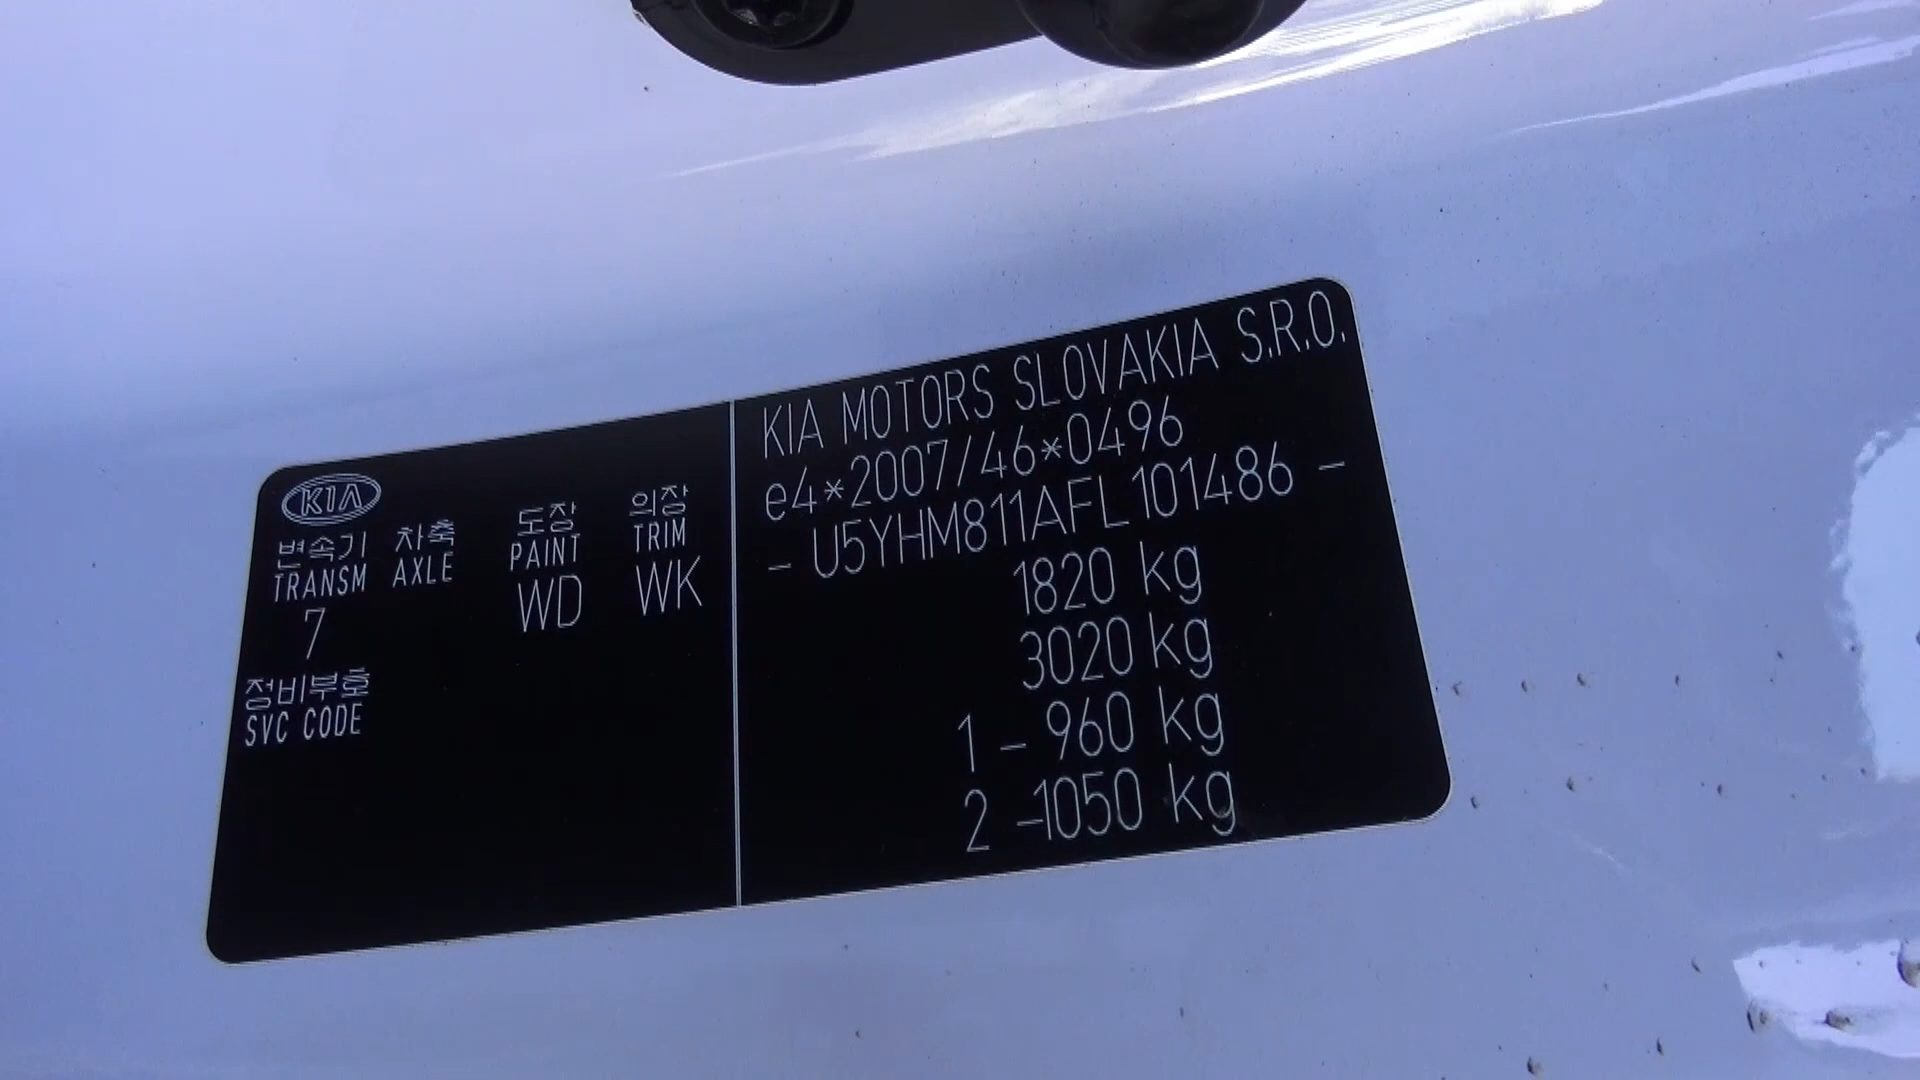 KIA
변속기 차축 도장 의장
TRANSM AXLE PAINT TRIM
7 WD WK
정비부호
SVC CODE
KIA MOTORS SLOVAKIA S.R.O.
e4*2007/46*0496
- U5YHM811AFL101486 -
1820 kg
3020 kg
1 - 960 kg
2 -1050 kg